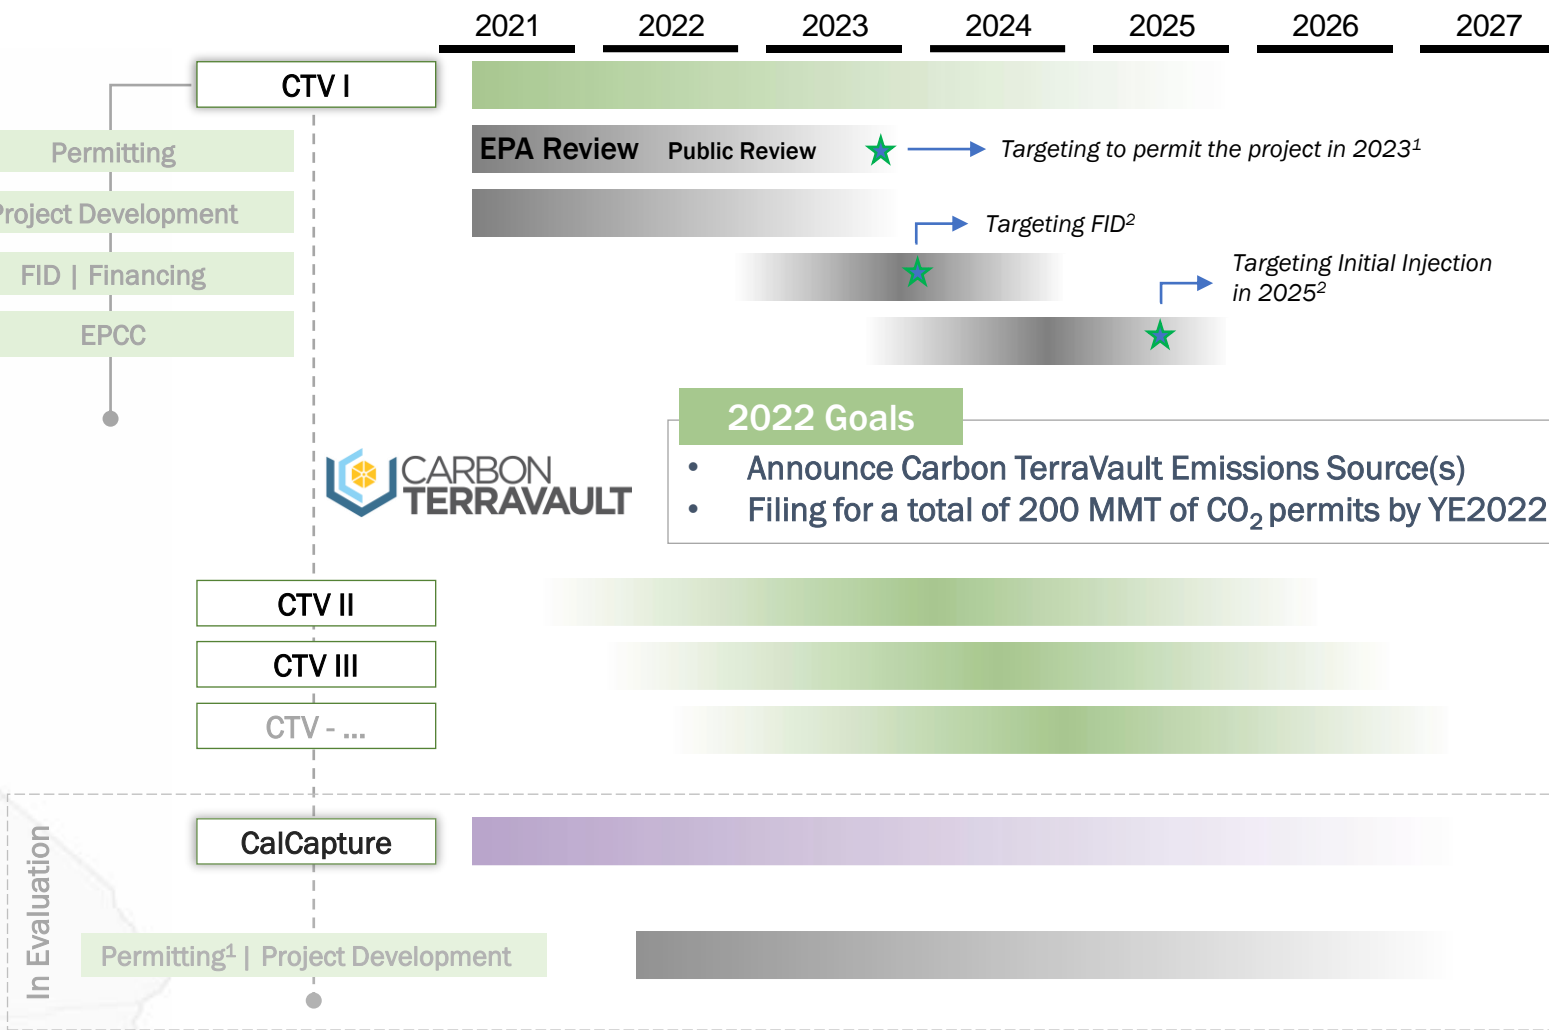 2021 2022 2023 2024 2025 2026 2027
CTV I
Permitting
EPA Review Public Review
Targeting to permit the project in 2023¹
Project Development
Targeting FID²
FID | Financing
Targeting Initial Injection
in 2025²
EPCC
2022 Goals
CARBON
TERRAVAULT
• Announce Carbon TerraVault Emissions Source(s)
• Filing for a total of 200 MMT of CO₂ permits by YE2022
CTV II
CTV III
CTV - ...
In Evaluation
CalCapture
Permitting¹ | Project Development